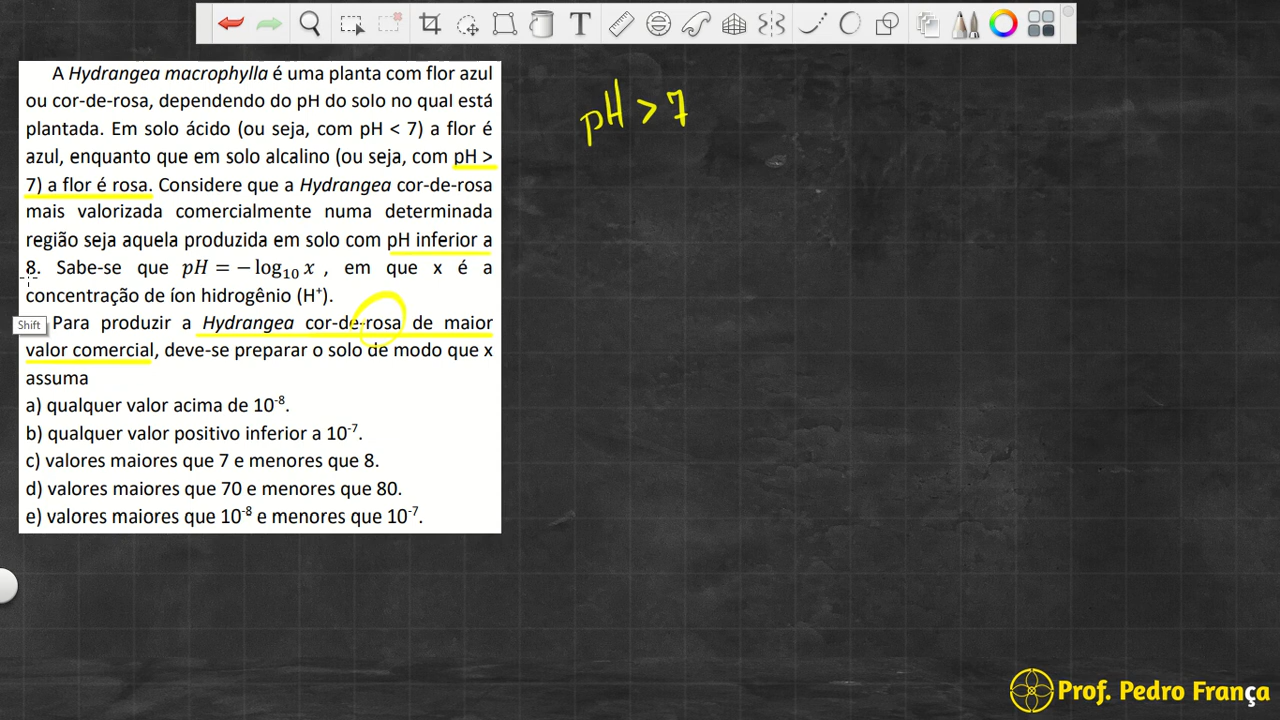 A Hydrangea macrophylla é uma planta com flor azul
ou cor-de-rosa, dependendo do pH do solo no qual está
plantada. Em solo ácido (ou seja, com pH < 7) a flor é
azul, enquanto que em solo alcalino (ou seja, com pH >
7) a flor é rosa. Considere que a Hydrangea cor-de-rosa
mais valorizada comercialmente numa determinada
região seja aquela produzida em solo com pH inferior a
8. Sabe-se que pH = − log₁₀ x , em que x é a
concentração de íon hidrogênio (H⁺).
Para produzir a Hydrangea cor-de-rosa de maior
valor comercial, deve-se preparar o solo de modo que x
assuma
a) qualquer valor acima de 10⁻⁸.
b) qualquer valor positivo inferior a 10⁻⁷.
c) valores maiores que 7 e menores que 8.
d) valores maiores que 70 e menores que 80.
e) valores maiores que 10⁻⁸ e menores que 10⁻⁷.
pH > 7
Shift
T
Prof. Pedro França